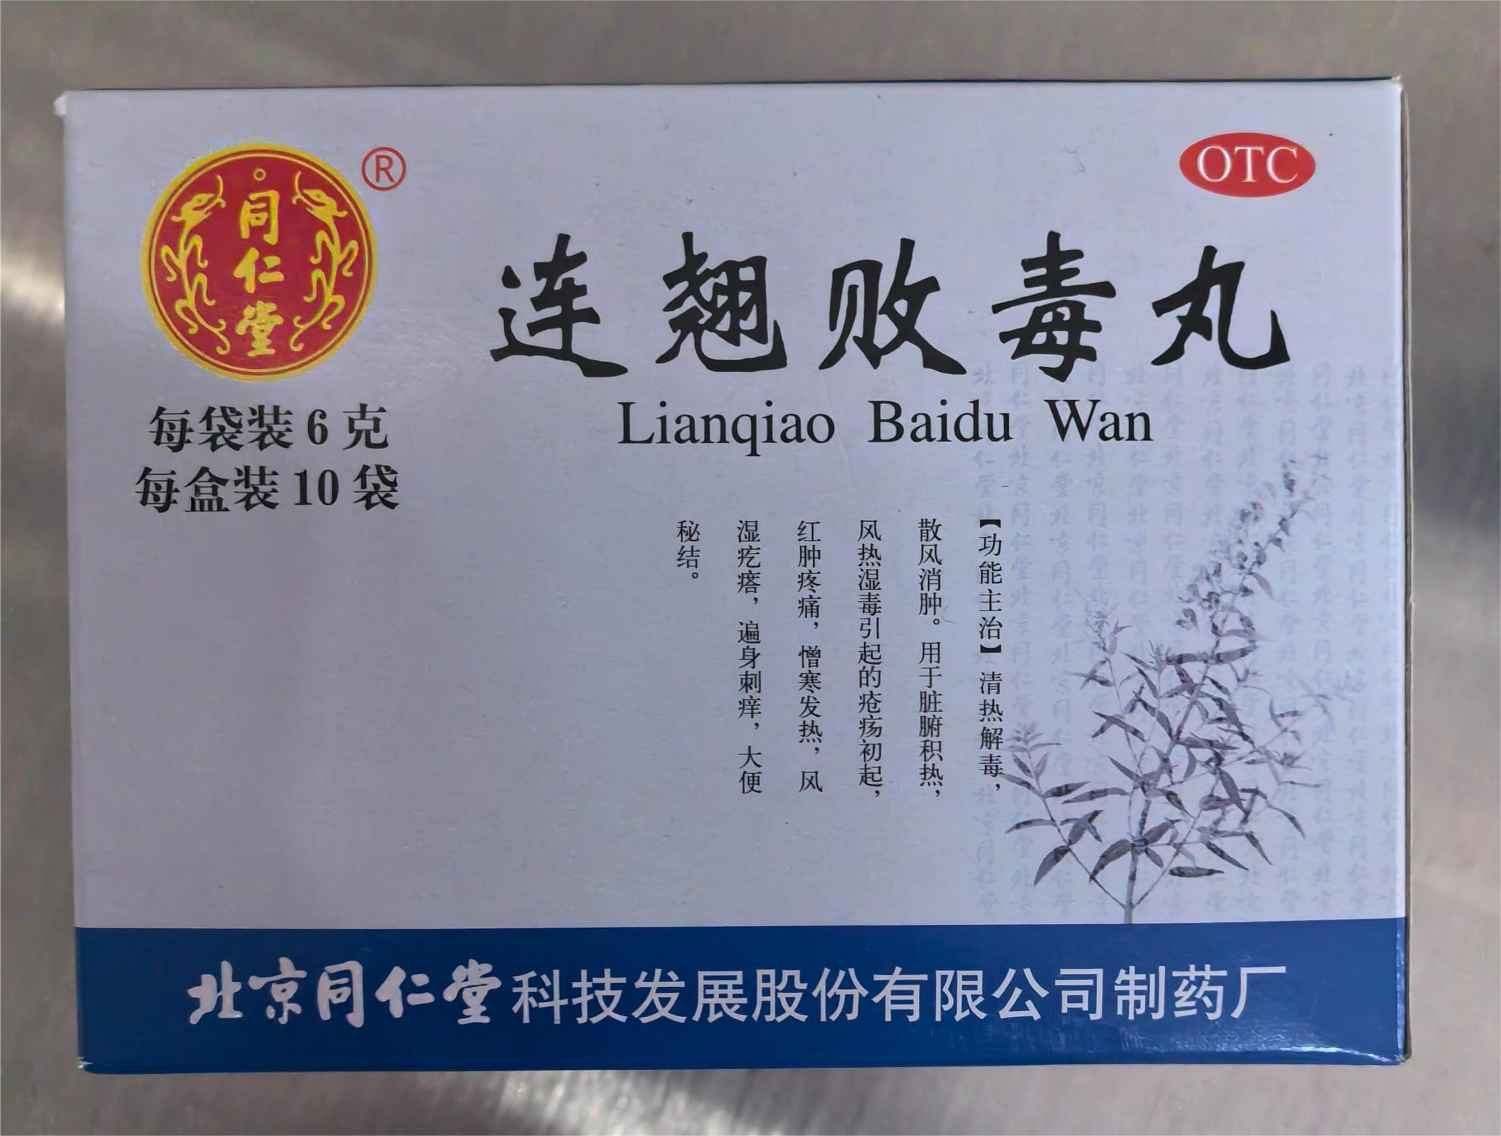 同仁堂
®
OTC
连翘败毒丸
Lianqiao Baidu Wan
每袋装6克
每盒装10袋
【功能主治】清热解毒，
散风消肿。用于脏腑积热，
风热湿毒引起的疮疡初起，
红肿疼痛，憎寒发热，风
湿疙瘩，遍身刺痒，大便
秘结。
北京同仁堂科技发展股份有限公司制药厂